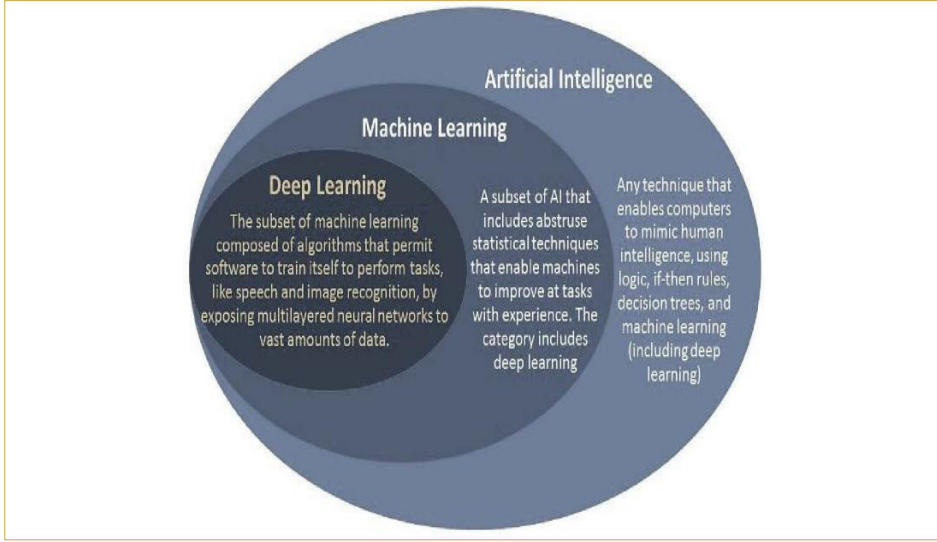 Artificial Intelligence
Machine Learning
Deep Learning
The subset of machine learning
composed of algorithms that permit
software to train itself to perform tasks,
like speech and image recognition, by
exposing multilayered neural networks to
vast amounts of data.
A subset of AI that
includes abstruse
statistical techniques
that enable machines
to improve at tasks
with experience. The
category includes
deep learning
Any technique that
enables computers
to mimic human
intelligence, using
logic, if-then rules,
decision trees, and
machine learning
(including deep
learning)